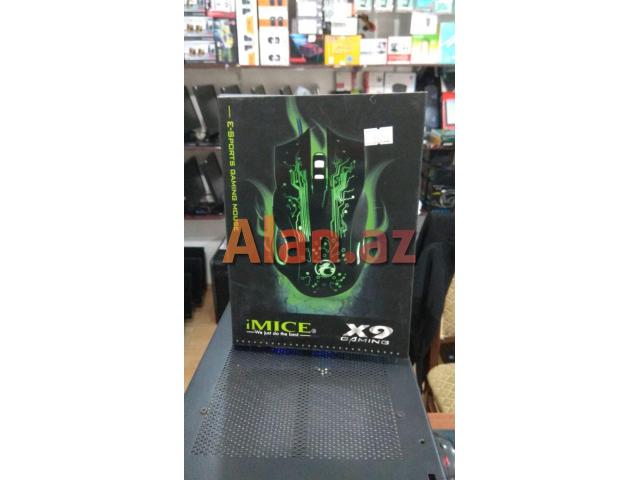 E-SPORTS GAMING MOUSE
Alan.az
iMICE®
We just do the best
X9
GAMING